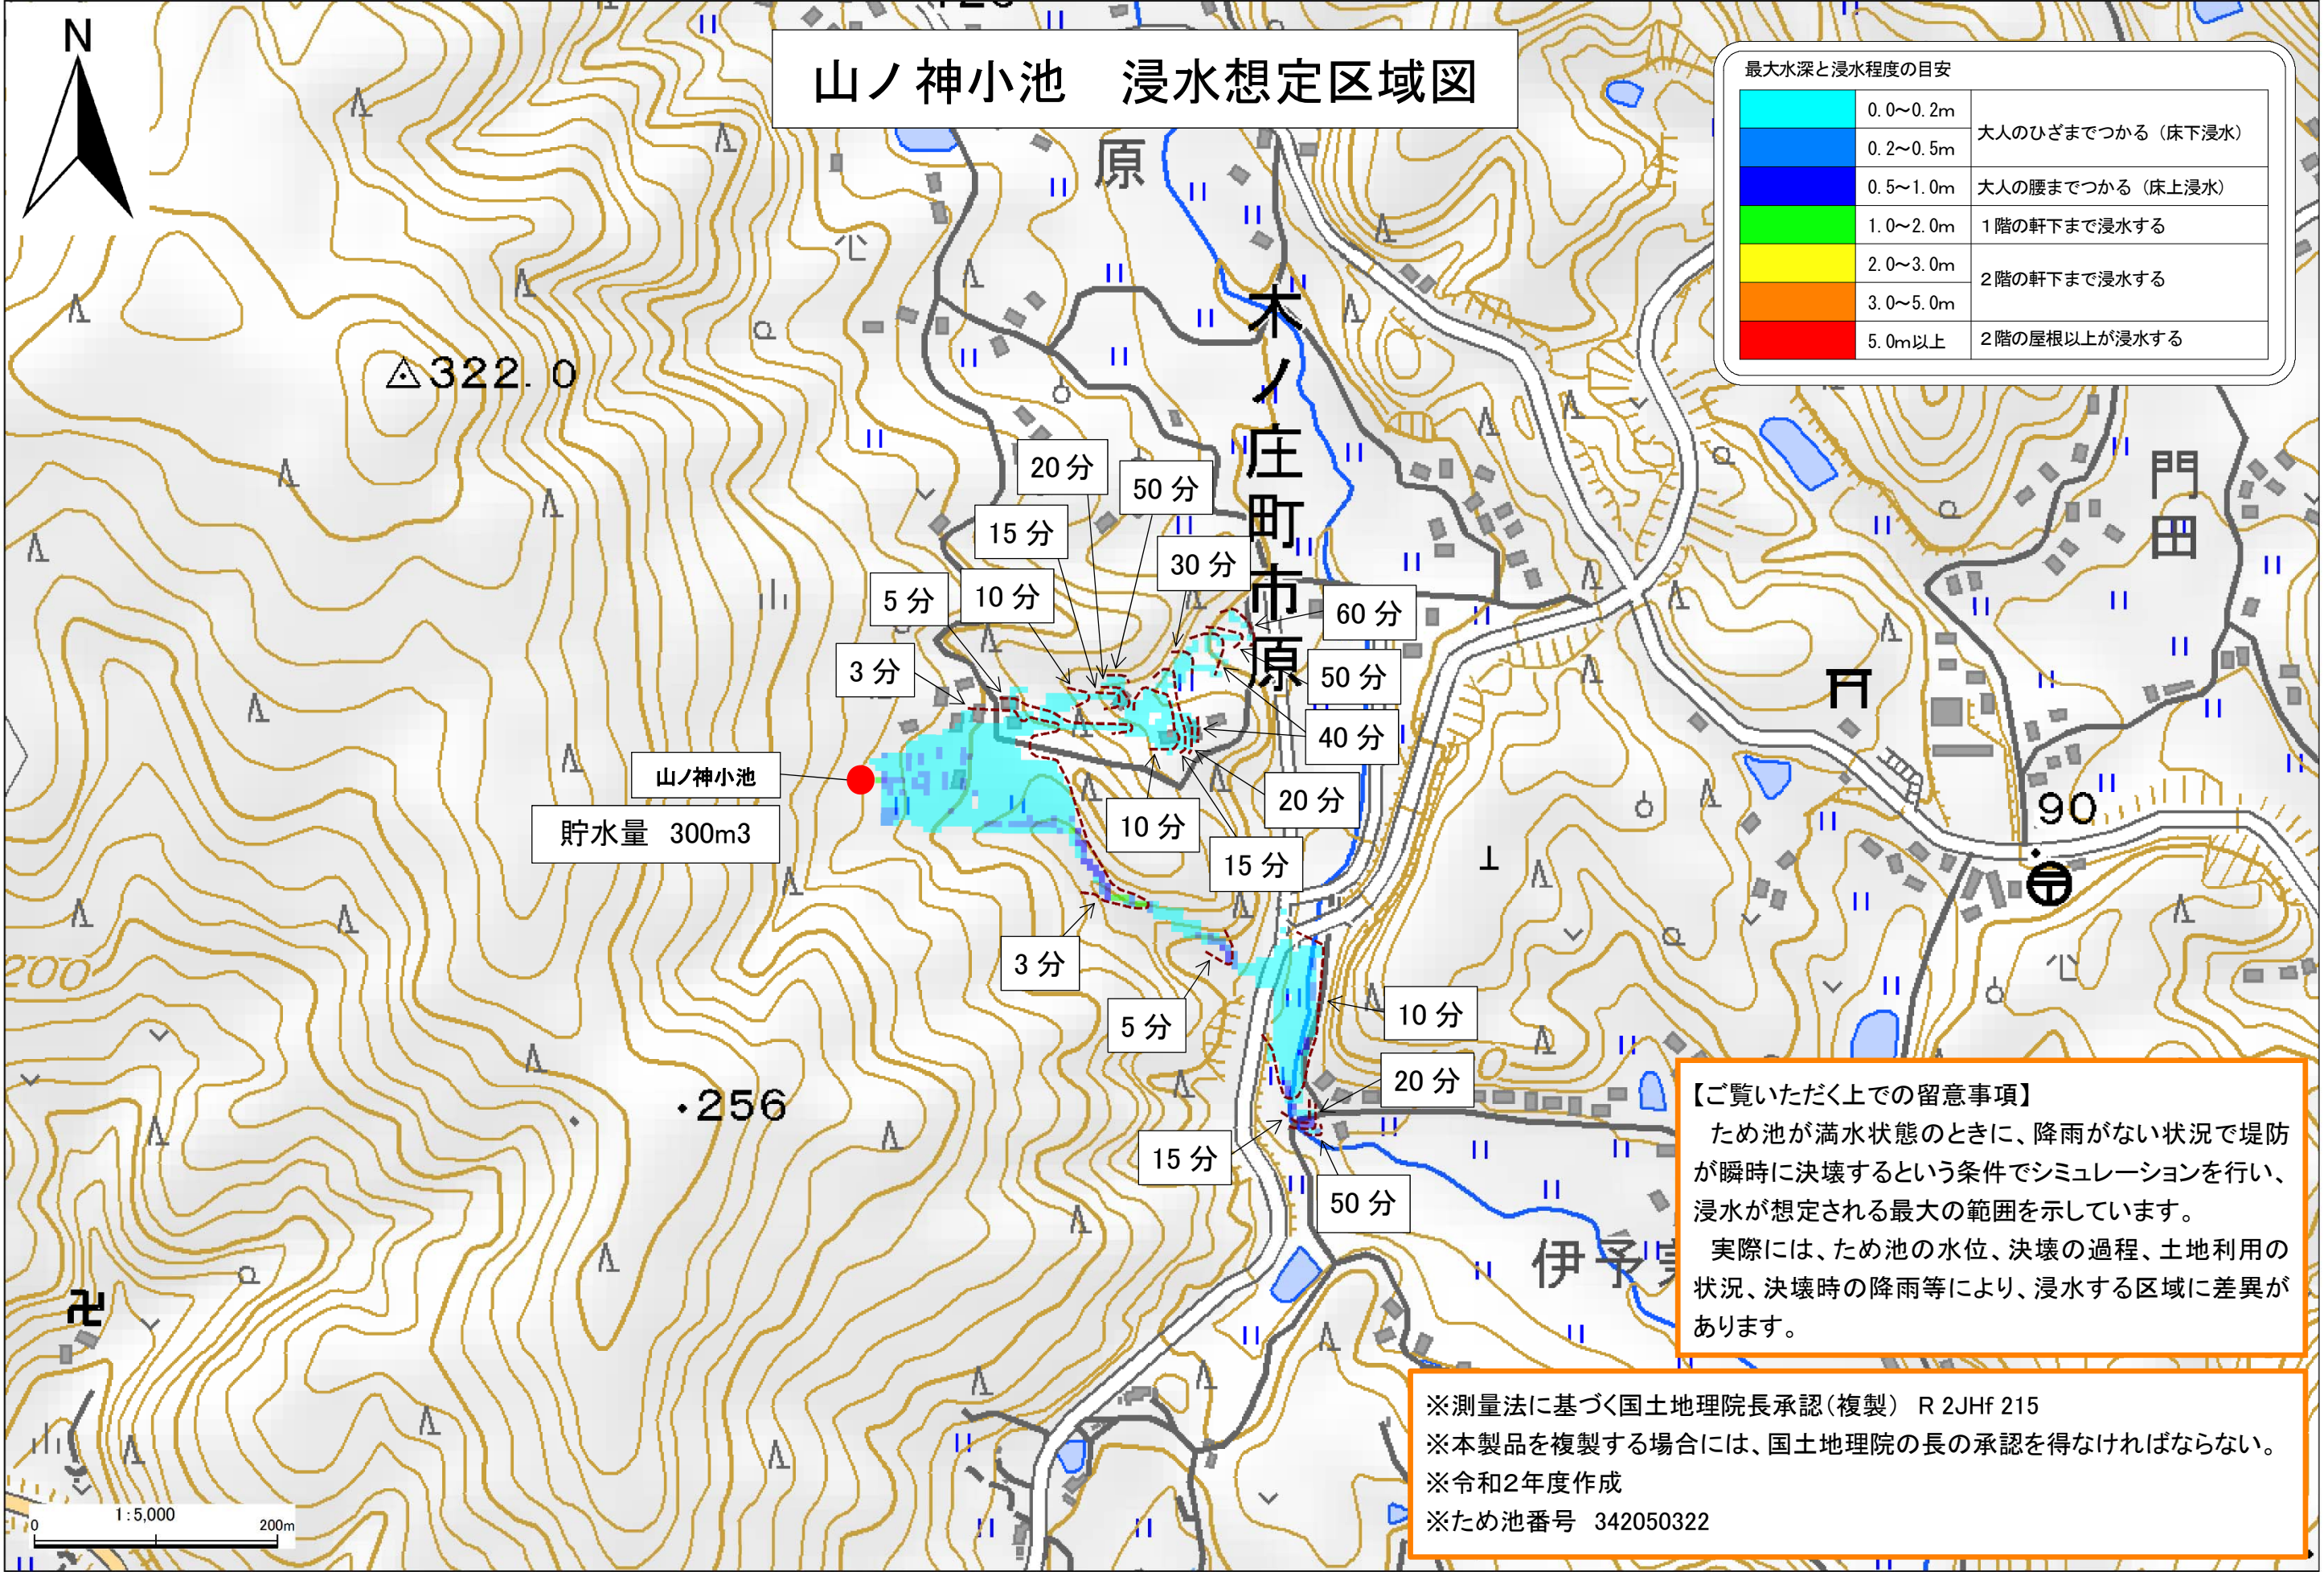 山ノ神小池　浸水想定区域図
N
最大水深と浸水程度の目安
0.0～0.2m
大人のひざまでつかる（床下浸水）
0.2～0.5m
0.5～1.0m 大人の腰までつかる（床上浸水）
1.0～2.0m １階の軒下まで浸水する
2.0～3.0m
２階の軒下まで浸水する
3.0～5.0m
5.0m以上 ２階の屋根以上が浸水する
原
322.0
木ノ庄町市原
門田
20分
50分
15分
30分
5分
10分
60分
3分
50分
40分
山ノ神小池
貯水量　300m3
20分
10分
15分
90
3分
5分
10分
20分
15分
50分
200
256
伊予
【ご覧いただく上での留意事項】
ため池が満水状態のときに、降雨がない状況で堤防
が瞬時に決壊するという条件でシミュレーションを行い、
浸水が想定される最大の範囲を示しています。
実際には、ため池の水位、決壊の過程、土地利用の
状況、決壊時の降雨等により、浸水する区域に差異が
あります。
※測量法に基づく国土地理院長承認（複製）　R 2JHf 215
※本製品を複製する場合には、国土地理院の長の承認を得なければならない。
※令和２年度作成
※ため池番号　342050322
1:5,000
0 200m